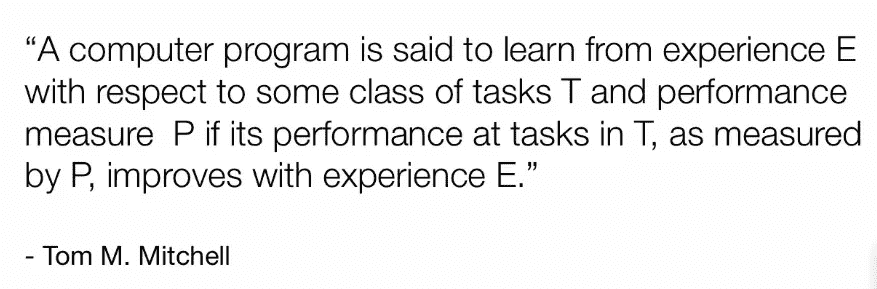 “A computer program is said to learn from experience E
with respect to some class of tasks T and performance
measure  P if its performance at tasks in T, as measured
by P, improves with experience E.”
- Tom M. Mitchell